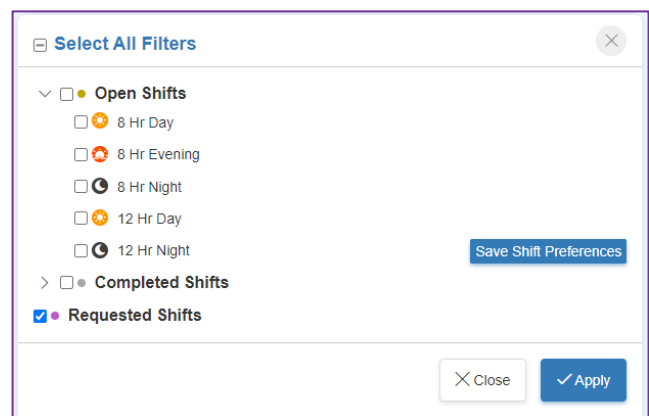 Select All Filters
Open Shifts
8 Hr Day
8 Hr Evening
8 Hr Night
12 Hr Day
12 Hr Night
Save Shift Preferences
Completed Shifts
Requested Shifts
Close
Apply